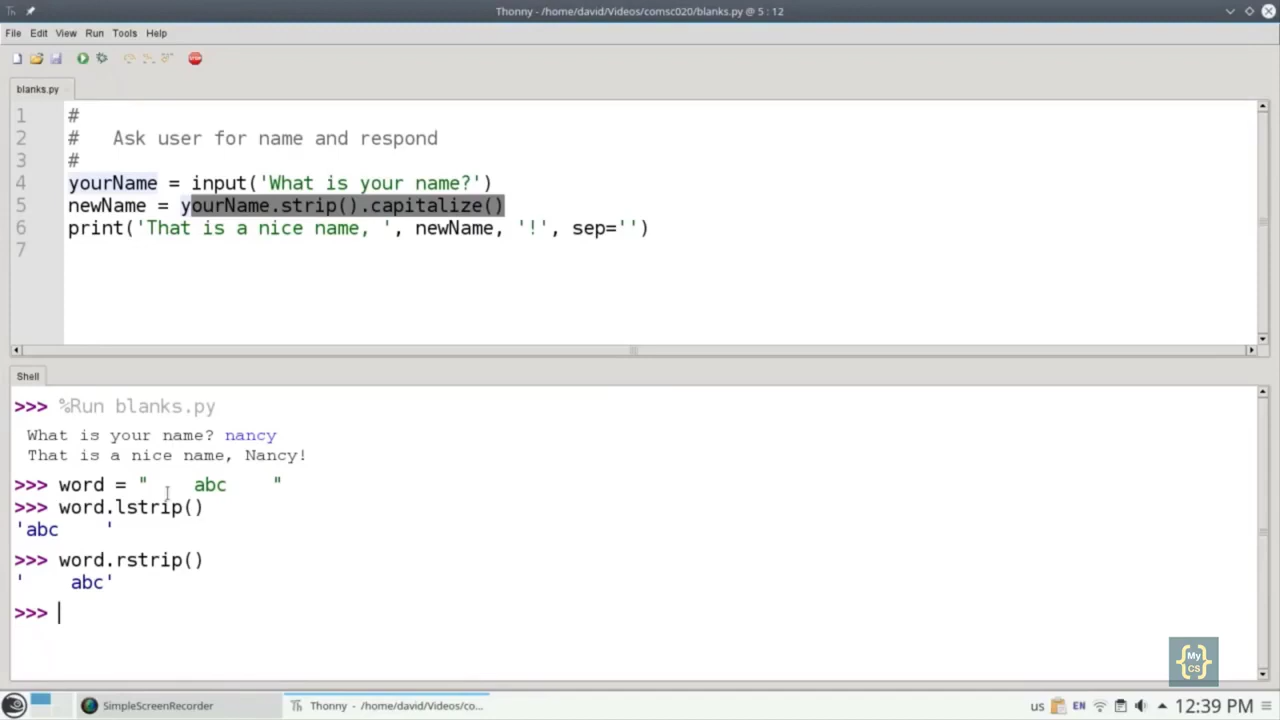 Thonny - /home/david/Videos/comsc020/blanks.py @ 5 : 12
File Edit View Run Tools Help
STOP
blanks.py
1 #
2 #   Ask user for name and respond
3 #
4 yourName = input('What is your name?')
5 newName = yourName.strip().capitalize()
6 print('That is a nice name, ', newName, '!', sep='')
7
Shell
>>> %Run blanks.py
What is your name? nancy
That is a nice name, Nancy!
>>> word = "   abc   "
>>> word.lstrip()
'abc   '
>>> word.rstrip()
'   abc'
>>>
{My CS}
SimpleScreenRecorder
Thonny - /home/david/Videos/co...
us EN 12:39 PM